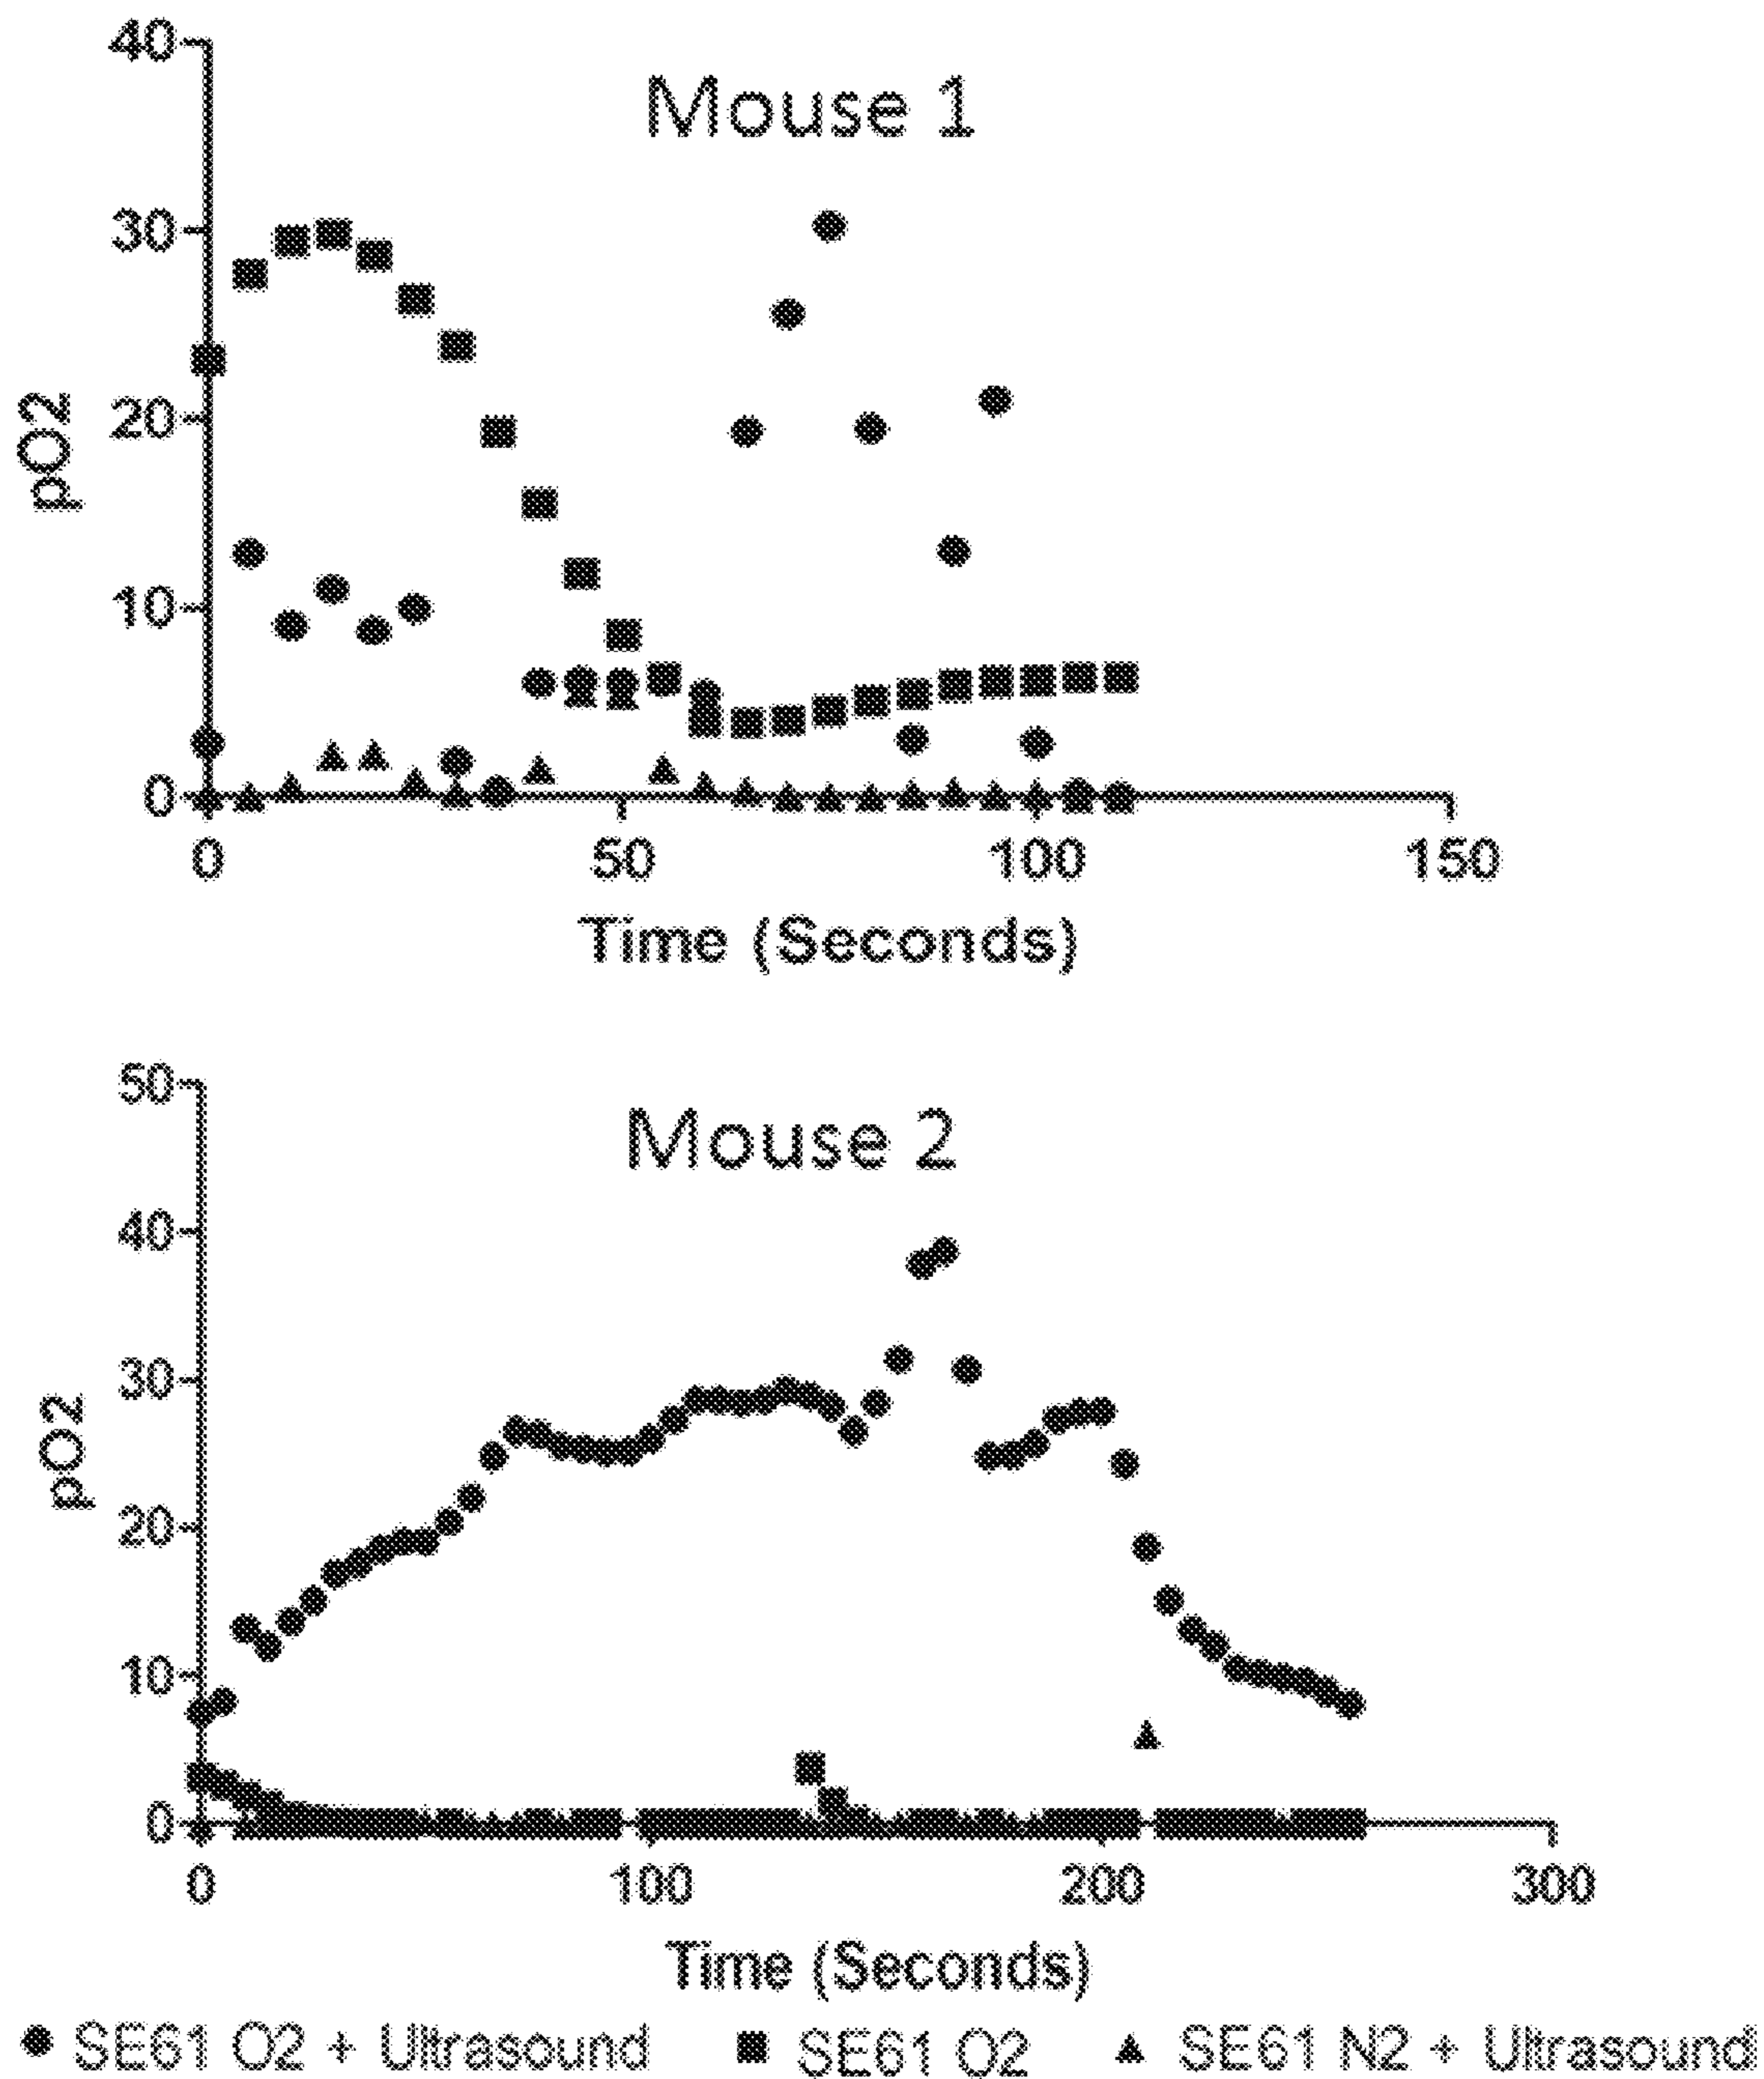 40
Mouse 1
30
20
10
0
pO2
0 50 100 150
Time (Seconds)
50
Mouse 2
40
30
20
10
0
pO2
0 100 200 300
Time (Seconds)
SE61 O2 + Ultrasound SE61 O2 SE61 N2 + Ultrasound